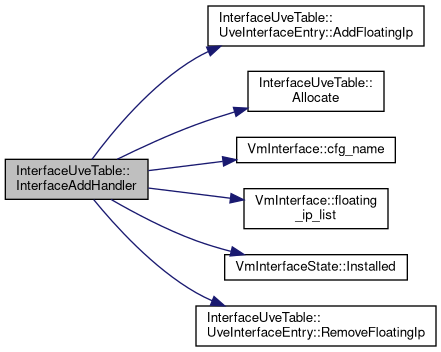 InterfaceUveTable::
UveInterfaceEntry::AddFloatingIp
InterfaceUveTable::
Allocate
VmInterface::cfg_name
InterfaceUveTable::
InterfaceAddHandler
VmInterface::floating
_ip_list
VmInterfaceState::Installed
InterfaceUveTable::
UveInterfaceEntry::RemoveFloatingIp